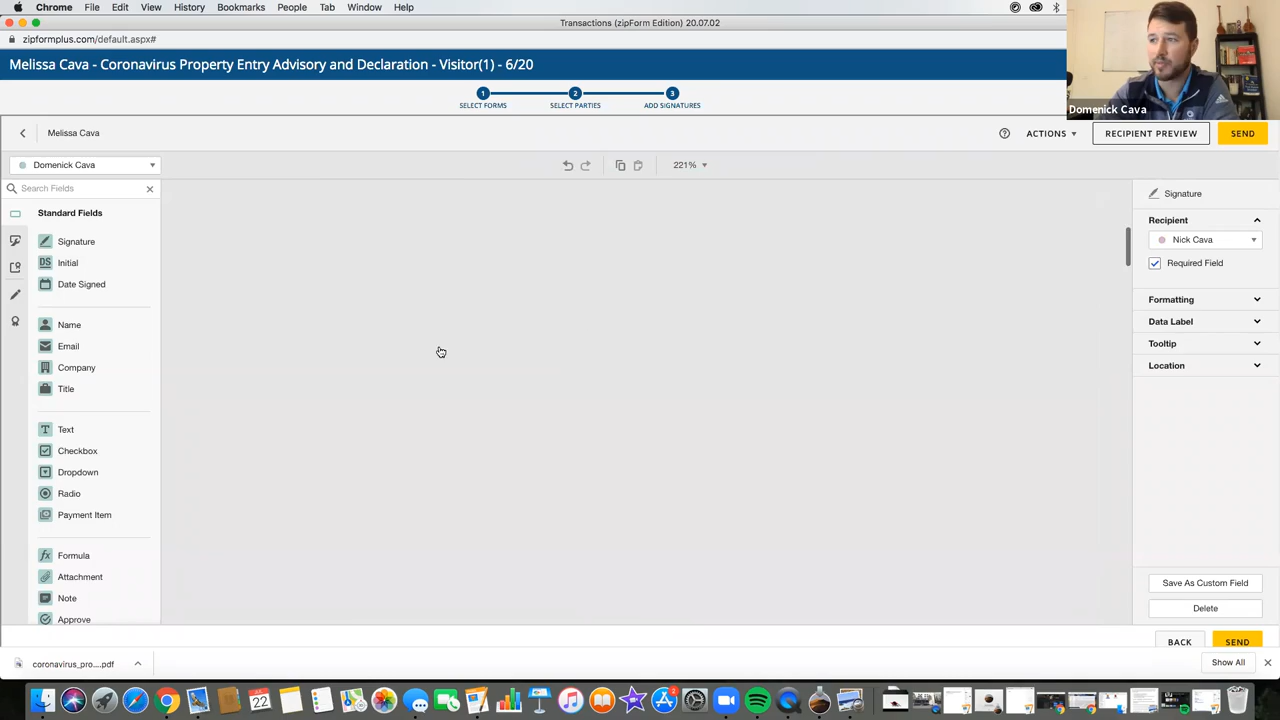 Chrome File Edit View History Bookmarks People Tab Window Help
Transactions (zipForm Edition) 20.07.02
zipformplus.com/default.aspx#
Melissa Cava - Coronavirus Property Entry Advisory and Declaration - Visitor(1) - 6/20
1 2 3
SELECT FORMS SELECT PARTIES ADD SIGNATURES
Domenick Cava
Melissa Cava
ACTIONS
RECIPIENT PREVIEW
SEND
Domenick Cava
221%
Search Fields
Standard Fields
Signature
DS Initial
Date Signed
Name
Email
Company
Title
T Text
Checkbox
Dropdown
Radio
Payment Item
fx Formula
Attachment
Note
Approve
Signature
Recipient
Nick Cava
Required Field
Formatting
Data Label
Tooltip
Location
Save As Custom Field
Delete
BACK SEND
coronavirus_pro....pdf
Show All
22